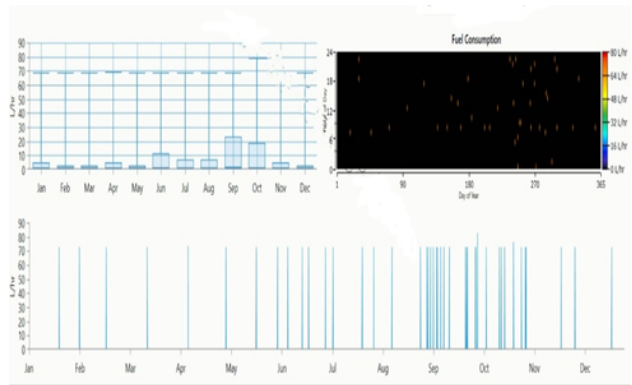 Fuel Consumption
90
80
70
60
50
40
30
20
10
0
L/hr
Jan Feb Mar Apr May Jun Jul Aug Sep Oct Nov Dec
24
18
12
6
0
of Day
1 90 180 270 365
Day of Year
80 L/hr
64 L/hr
48 L/hr
32 L/hr
16 L/hr
0 L/hr
90
80
70
60
50
40
30
20
10
0
L/hr
Jan Feb Mar Apr May Jun Jul Aug Sep Oct Nov Dec